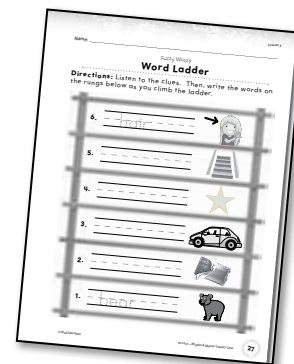 Name
Fuzzy Wuzzy
Word Ladder
Directions: Listen to the clues. Then, write the words on
the rungs below as you climb the ladder.
6. hair
5.
4.
3.
2.
1. bear
27